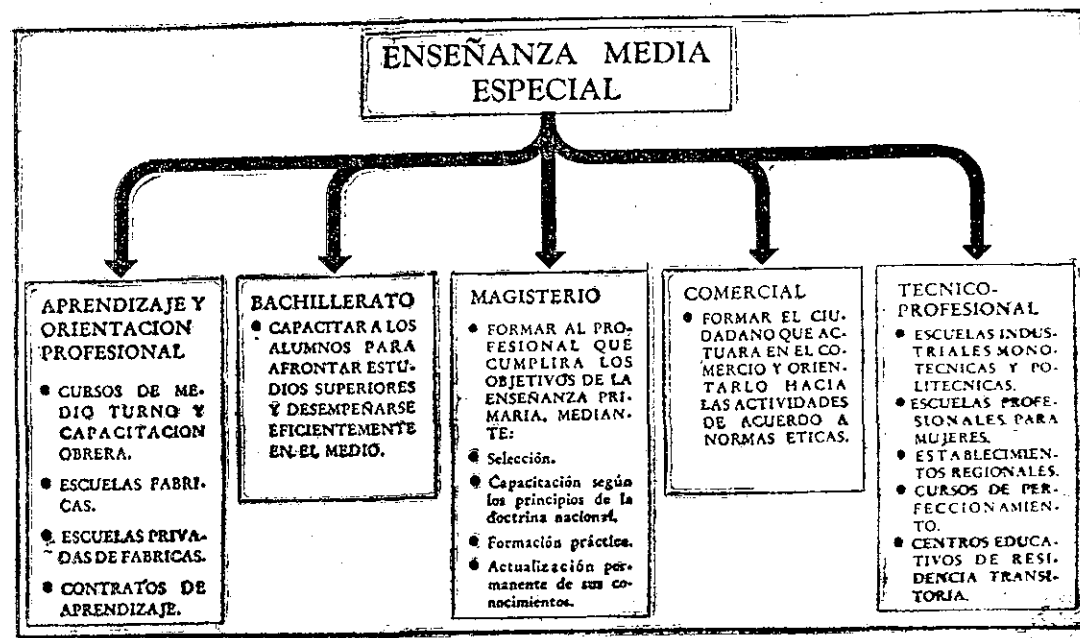 ENSEÑANZA MEDIA
ESPECIAL
APRENDIZAJE Y
ORIENTACION
PROFESIONAL
● CURSOS DE ME-
DIO TURNO Y
CAPACITACION
OBRERA.
● ESCUELAS FABRI-
CAS.
● ESCUELAS PRIVA-
DAS DE FABRICAS.
● CONTRATOS DE
APRENDIZAJE.
BACHILLERATO
● CAPACITAR A LOS
ALUMNOS PARA
AFRONTAR ESTU-
DIOS SUPERIORES
Y DESEMPEÑARSE
EFICIENTEMENTE
EN EL MEDIO.
MAGISTERIO
● FORMAR AL PRO-
FESIONAL QUE
CUMPLIRA LOS
OBJETIVOS DE LA
ENSEÑANZA PRI-
MARIA, MEDIAN-
TE:
● Selección.
● Capacitación según
los principios de la
doctrina nacional.
● Formación práctica.
● Actualización per-
manente de sus co-
nocimientos.
COMERCIAL
● FORMAR EL CIU-
DADANO QUE AC-
TUARA EN EL CO-
MERCIO Y ORIEN-
TARLO HACIA
LAS ACTIVIDADES
DE ACUERDO A
NORMAS ETICAS.
TECNICO-
PROFESIONAL
● ESCUELAS INDUS-
TRIALES MONO-
TECNICAS Y PO-
LITECNICAS.
● ESCUELAS PROFE-
SIONALES PARA
MUJERES.
● ESTABLECIMIEN-
TOS REGIONALES.
● CURSOS DE PER-
FECCIONAMIEN-
TO.
● CENTROS EDUCA-
TIVOS DE RESI-
DENCIA TRANSI-
TORIA.